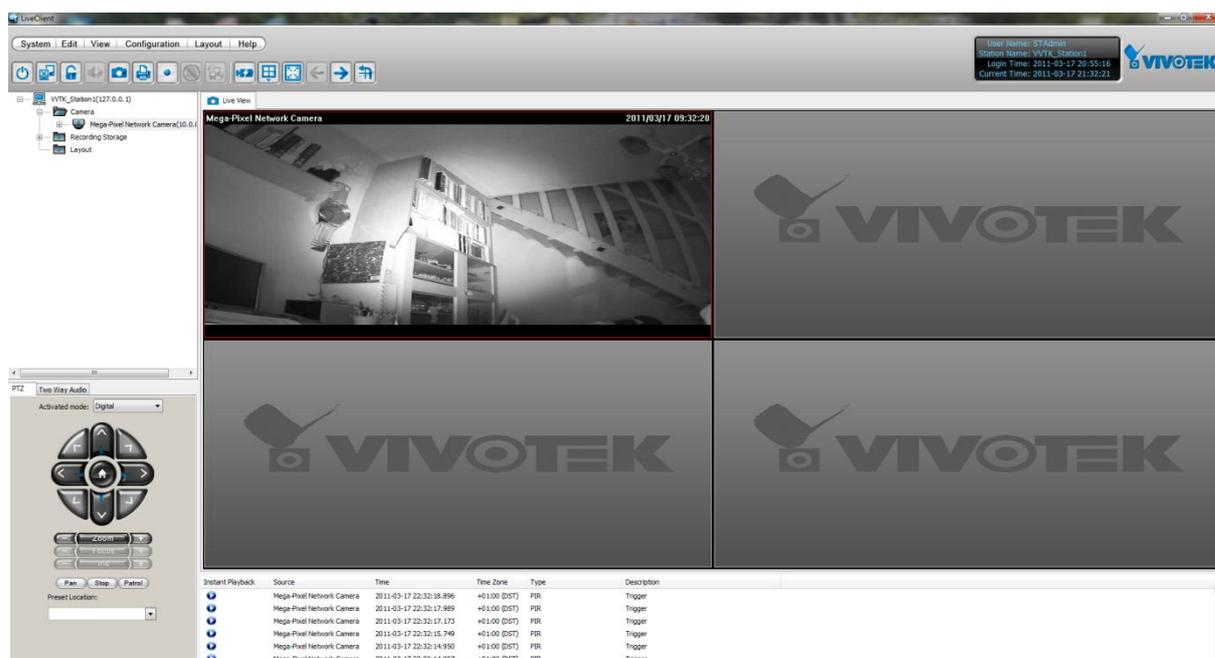 LiveClient
System Edit View Configuration Layout Help
User Name: STAdmin
Station Name: VVTK_Station1
Login Time: 2011-03-17 20:55:16
Current Time: 2011-03-17 21:32:21
VIVOTEK
VVTK_Station1(127.0.0.1)
Camera
Mega-Pixel Network Camera(10.0.
Recording Storage
Layout
Live View
Mega-Pixel Network Camera 2011/03/17 09:32:20
VIVOTEK
VIVOTEK
VIVOTEK
PTZ Two Way Audio
Activated mode: Digital
Zoom
Focus
Iris
Pan Stop Patrol
Preset Location:
Instant Playback Source Time Time Zone Type Description
Mega-Pixel Network Camera 2011-03-17 22:32:18.896 +01:00 (DST) PIR Trigger
Mega-Pixel Network Camera 2011-03-17 22:32:17.989 +01:00 (DST) PIR Trigger
Mega-Pixel Network Camera 2011-03-17 22:32:17.173 +01:00 (DST) PIR Trigger
Mega-Pixel Network Camera 2011-03-17 22:32:15.749 +01:00 (DST) PIR Trigger
Mega-Pixel Network Camera 2011-03-17 22:32:14.950 +01:00 (DST) PIR Trigger